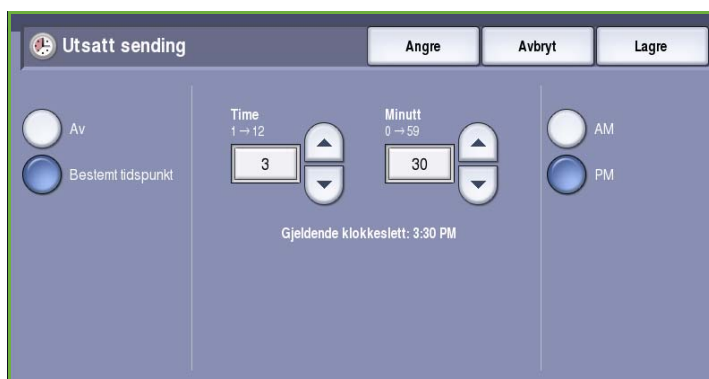 Utsatt sending
Angre
Avbryt
Lagre
Av
Bestemt tidspunkt
Time
1→12
3
Minutt
0→59
30
AM
PM
Gjeldende klokkeslett: 3:30 PM